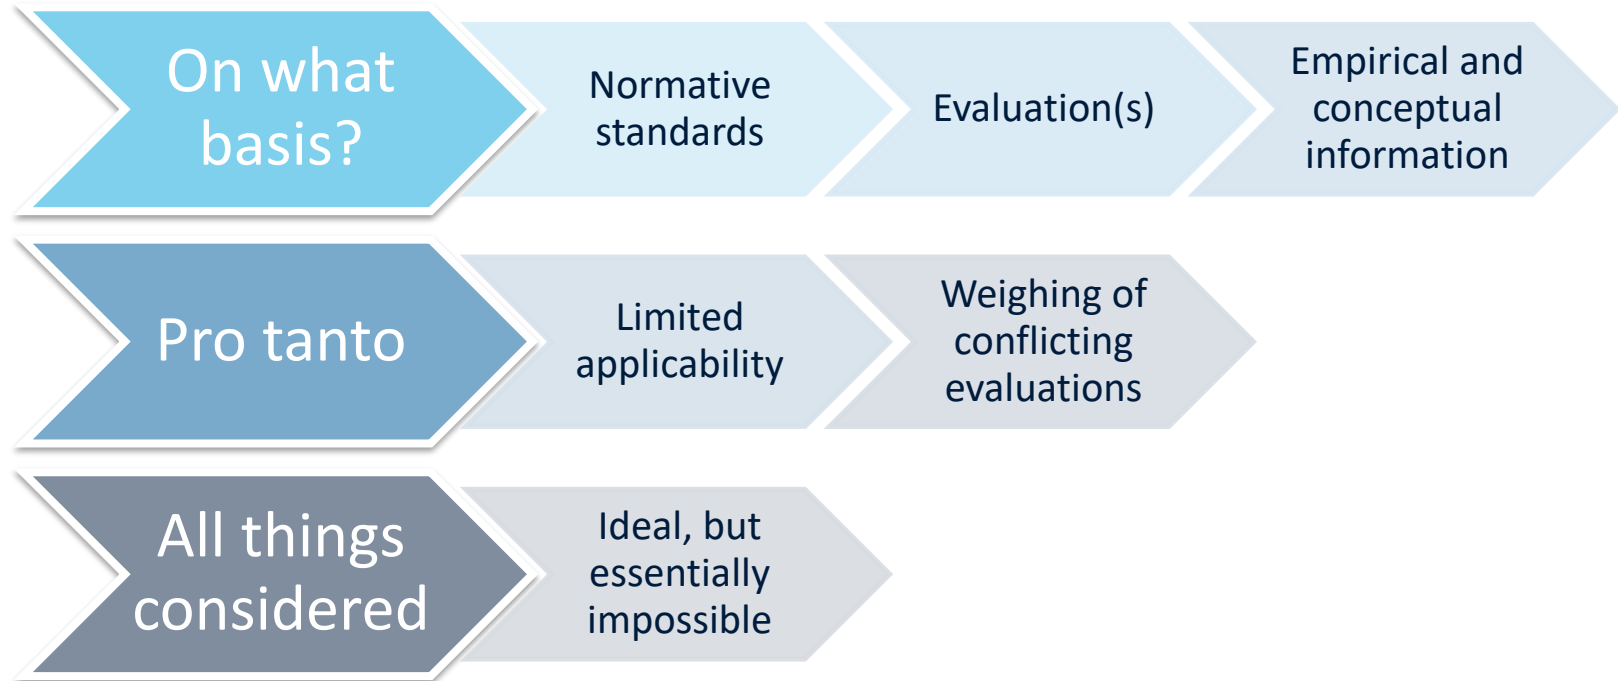 On what
basis?
Normative
standards
Evaluation(s)
Empirical and
conceptual
information
Pro tanto
Limited
applicability
Weighing of
conflicting
evaluations
All things
considered
Ideal, but
essentially
impossible